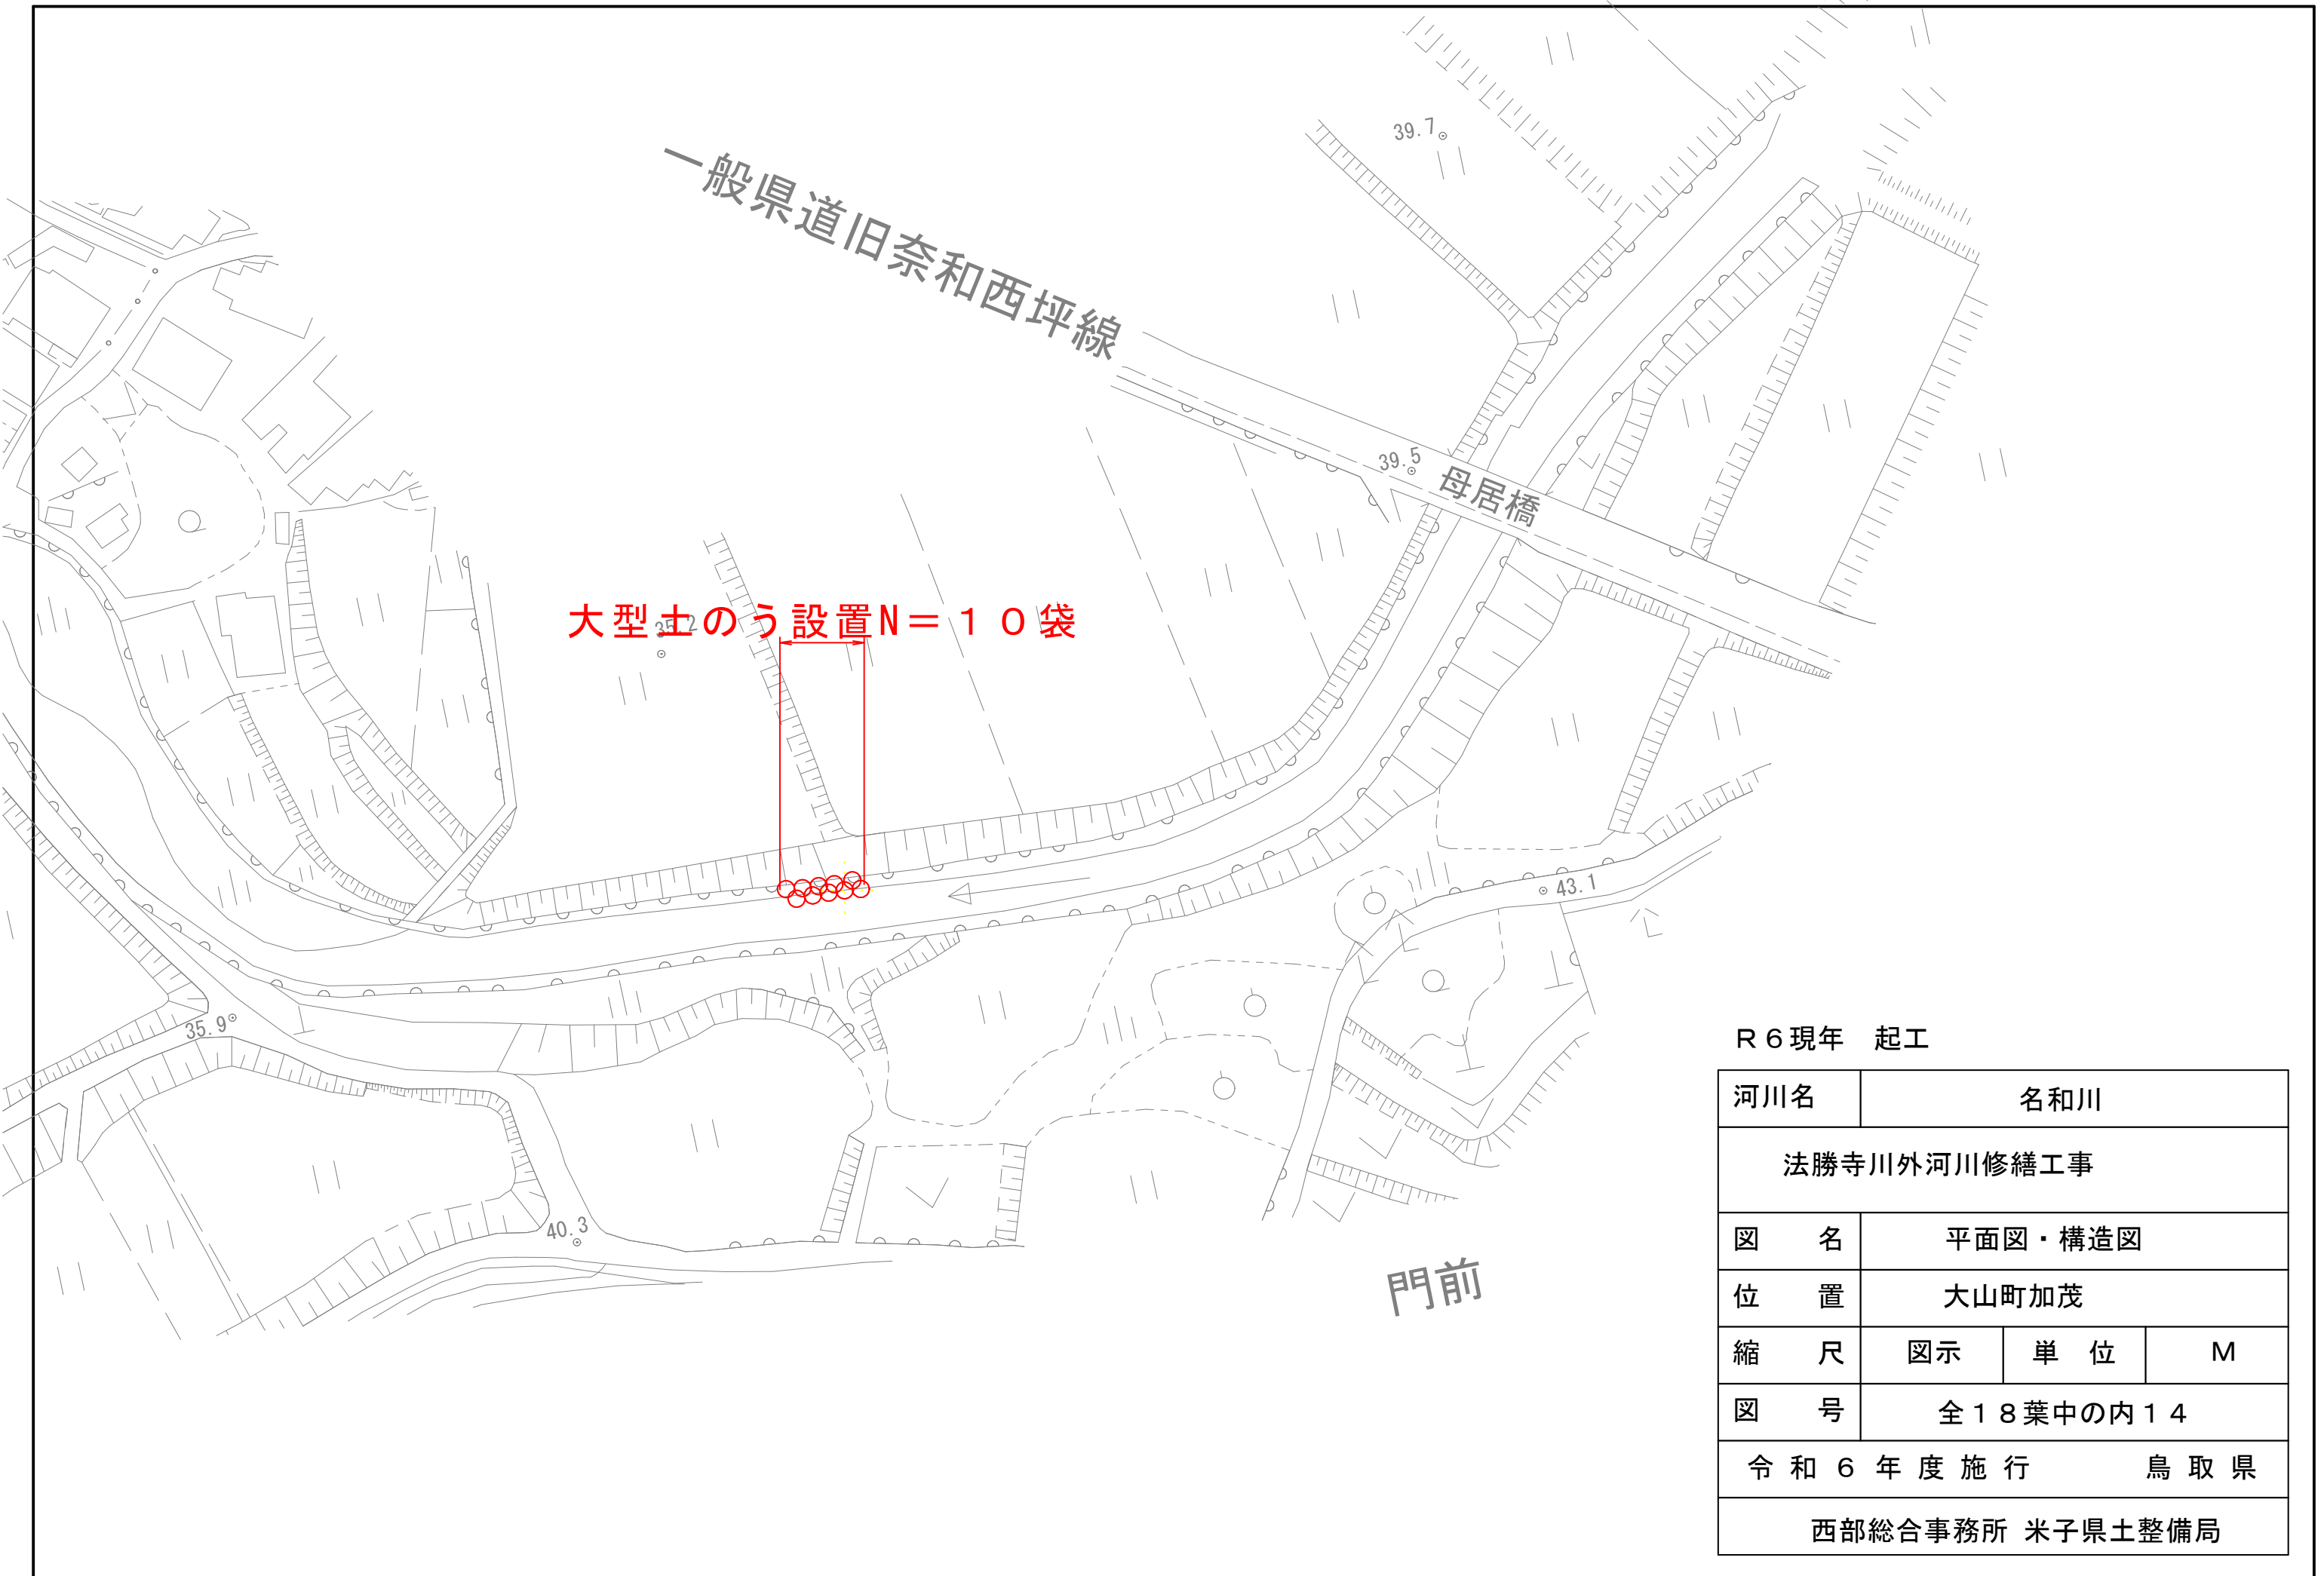 39.7
一般県道旧奈和西坪線
39.5
母居橋
大型土のう設置N=10袋
35.2
43.1
35.9
40.3
門前
R6現年 起工
河川名 名和川
法勝寺川外河川修繕工事
図 名 平面図・構造図
位 置 大山町加茂
縮 尺 図示 単 位 M
図 号 全18葉中の内14
令和6年度施行 鳥取県
西部総合事務所 米子県土整備局